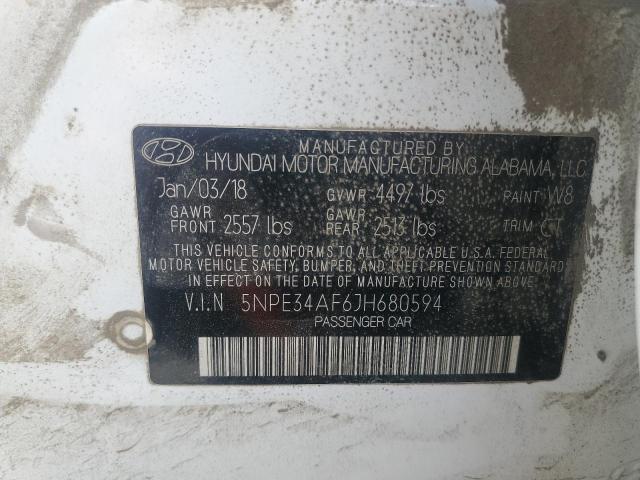 MANUFACTURED BY
HYUNDAI MOTOR MANUFACTURING ALABAMA, LLC
Jan/03/18 GVWR 4497 lbs PAINT W8
GAWR FRONT 2557 lbs GAWR REAR 2513 lbs TRIM CT
THIS VEHICLE CONFORMS TO ALL APPLICABLE U.S.A. FEDERAL
MOTOR VEHICLE SAFETY, BUMPER, AND THEFT PREVENTION STANDARDS
IN EFFECT ON THE DATE OF MANUFACTURE SHOWN ABOVE.
V.I.N 5NPE34AF6JH680594
PASSENGER CAR